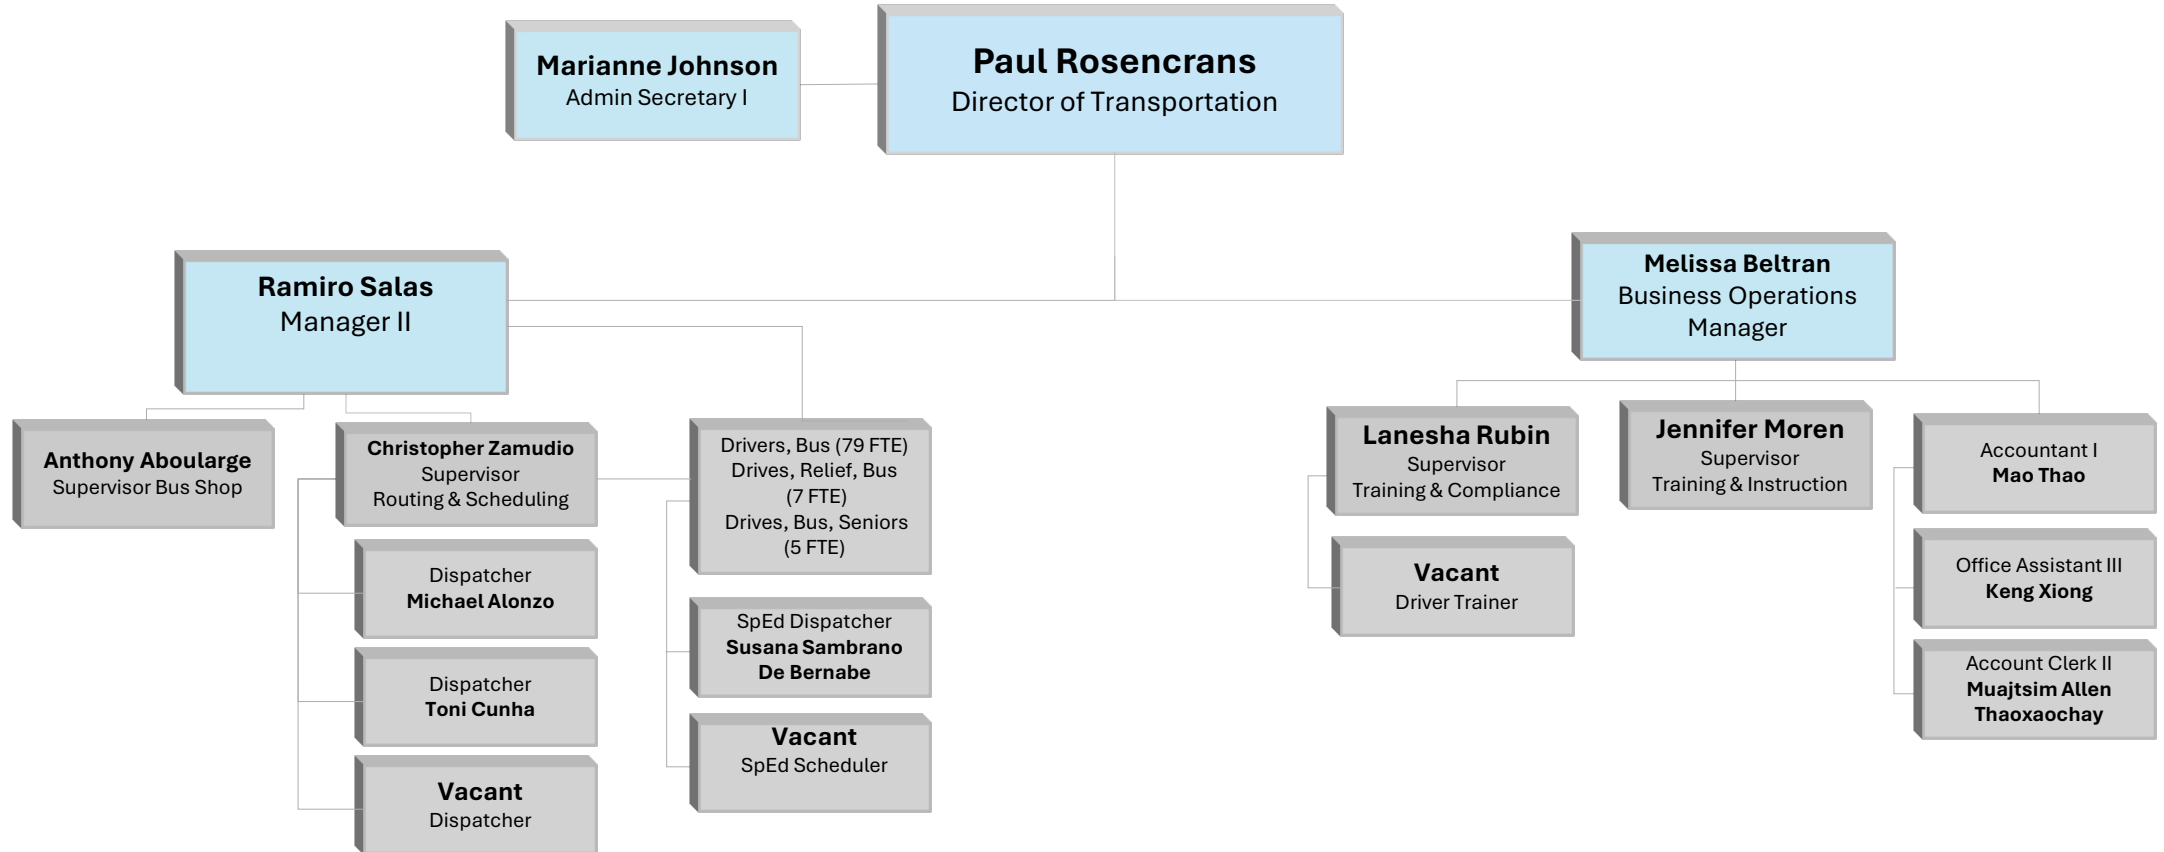 Marianne Johnson
Admin Secretary I
Paul Rosencrans
Director of Transportation
Ramiro Salas
Manager II
Melissa Beltran
Business Operations
Manager
Anthony Aboularge
Supervisor Bus Shop
Christopher Zamudio
Supervisor
Routing & Scheduling
Dispatcher
Michael Alonzo
Dispatcher
Toni Cunha
Vacant
Dispatcher
Drivers, Bus (79 FTE)
Drives, Relief, Bus
(7 FTE)
Drives, Bus, Seniors
(5 FTE)
SpEd Dispatcher
Susana Sambrano
De Bernabe
Vacant
SpEd Scheduler
Lanesha Rubin
Supervisor
Training & Compliance
Vacant
Driver Trainer
Jennifer Moren
Supervisor
Training & Instruction
Accountant I
Mao Thao
Office Assistant III
Keng Xiong
Account Clerk II
Muajtsim Allen
Thaoxaochay